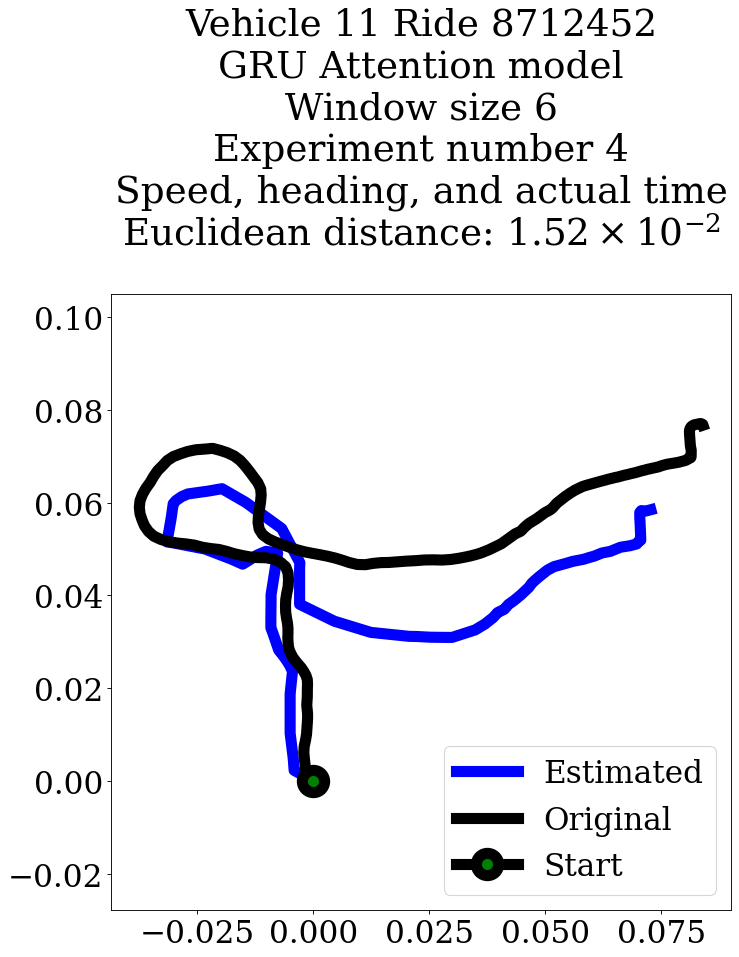 Vehicle 11 Ride 8712452
GRU Attention model
Window size 6
Experiment number 4
Speed, heading, and actual time
Euclidean distance: 1.52 × 10⁻²
0.10
0.08
0.06
0.04
0.02
0.00
−0.02
Estimated
Original
Start
−0.025 0.000 0.025 0.050 0.075